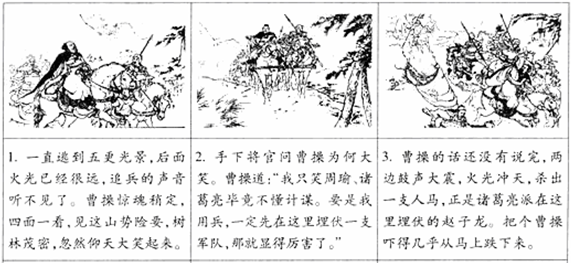 1. 一直逃到五更光景，后面
火光已经很远，追兵的声音
听不见了。曹操惊魂稍定，
四面一看，见这山势险要，树
林茂密，忽然仰天大笑起来。
2. 手下将官问曹操为何大
笑。曹操道：“我只笑周瑜、诸
葛亮毕竟不懂计谋。要是我
用兵，一定先在这里埋伏一支
军队，那就显得厉害了。”
3. 曹操的话还没有说完，两
边鼓声大震，火光冲天，杀出
一支人马，正是诸葛亮派在这
里埋伏的赵子龙。把个曹操
吓得几乎从马上跌下来。